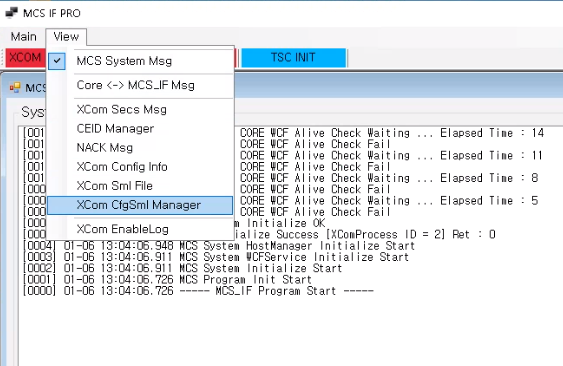 MCS IF PRO
Main View
XCOM TSC INIT
MCS System Msg
Core <-> MCS_IF Msg
XCom Secs Msg
CEID Manager
NACK Msg
XCom Config Info
XCom Sml File
XCom CfgSml Manager
XCom EnableLog
MCS
Sys
[001 CORE WCF Alive Check Waiting ... Elapsed Time : 14
[001 CORE WCF Alive Check Fail
[001 CORE WCF Alive Check Waiting ... Elapsed Time : 11
[001 CORE WCF Alive Check Fail
[001 CORE WCF Alive Check Waiting ... Elapsed Time : 8
[000 CORE WCF Alive Check Fail
[000 CORE WCF Alive Check Waiting ... Elapsed Time : 5
[000 CORE WCF Alive Check Fail
[000 m Initialize OK
[000 ialize Success [XComProcess ID = 2] Ret : 0
[0004] 01-06 13:04:06.948 MCS System HostManager Initialize Start
[0003] 01-06 13:04:06.911 MCS System WCFService Initialize Start
[0002] 01-06 13:04:06.911 MCS System Initialize Start
[0001] 01-06 13:04:06.726 MCS Program Init Start
[0000] 01-06 13:04:06.726 ----- MCS_IF Program Start -----